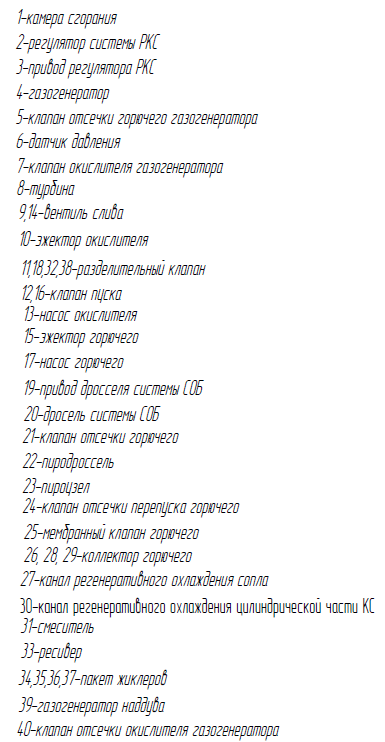 1-камера сгорания
2-регулятор системы РКС
3-привод регулятора РКС
4-газогенератор
5-клапан отсечки горючего газогенератора
6-датчик давления
7-клапан окислителя газогенератора
8-турбина
9,14-вентиль слива
10-эжектор окислителя
11,18,32,38-разделительный клапан
12,16-клапан пуска
13-насос окислителя
15-эжектор горючего
17-насос горючего
19-привод дросселя системы СОБ
20-дросель системы СОБ
21-клапан отсечки горючего
22-пиродроссель
23-пироузел
24-клапан отсечки перепуска горючего
25-мембранный клапан горючего
26, 28, 29-коллектор горючего
27-канал регенеративного охлаждения сопла
30-канал регенеративного охлаждения цилиндрической части КС
31-смеситель
33-ресивер
34,35,36,37-пакет жиклеров
39-газогенератор наддува
40-клапан отсечки окислителя газогенератора